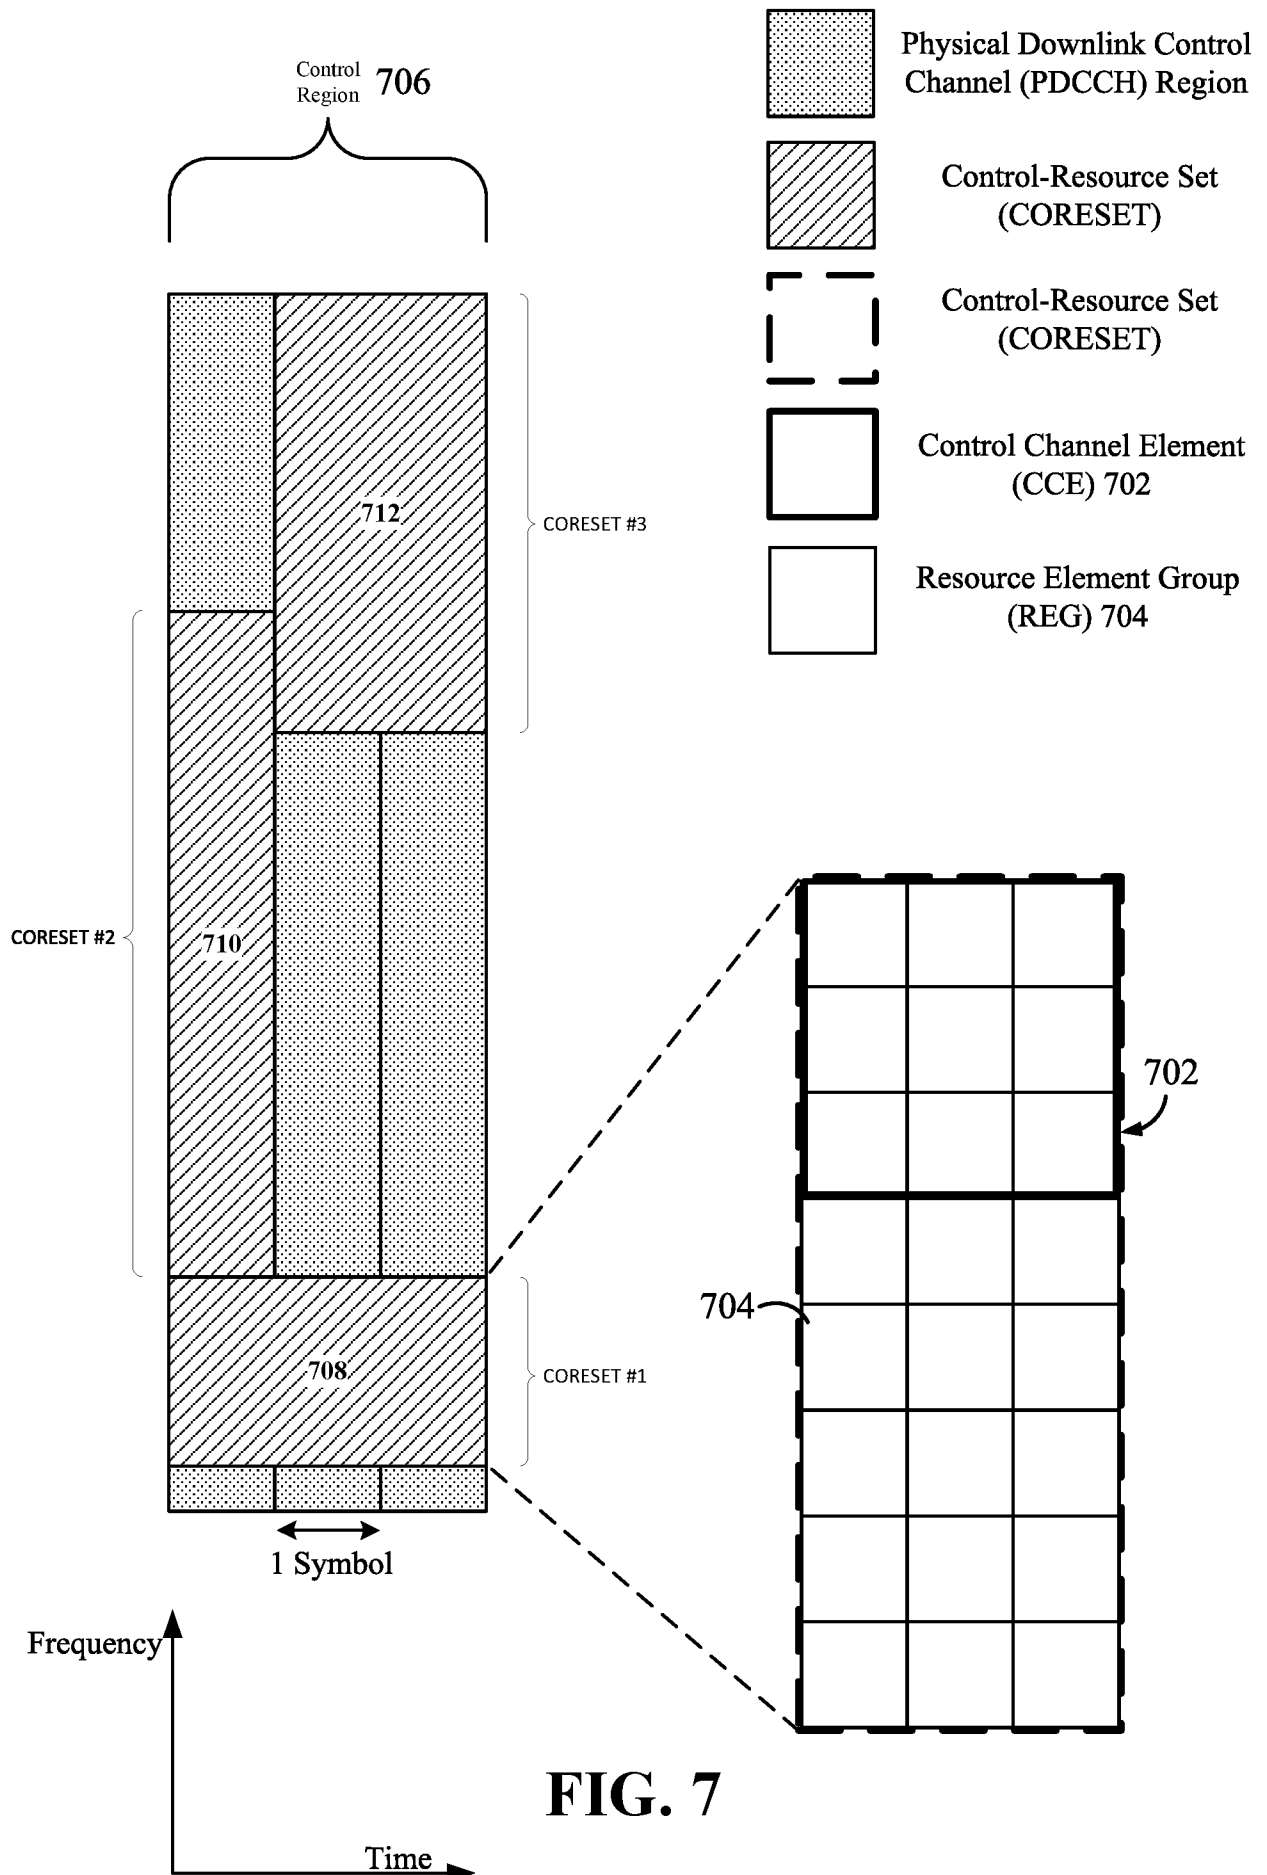 Physical Downlink Control
Channel (PDCCH) Region
Control
Region
706
Control-Resource Set
(CORESET)
Control-Resource Set
(CORESET)
Control Channel Element
(CCE) 702
Resource Element Group
(REG) 704
712
CORESET #3
CORESET #2
710
702
704
708
CORESET #1
1 Symbol
Frequency
Time
FIG. 7